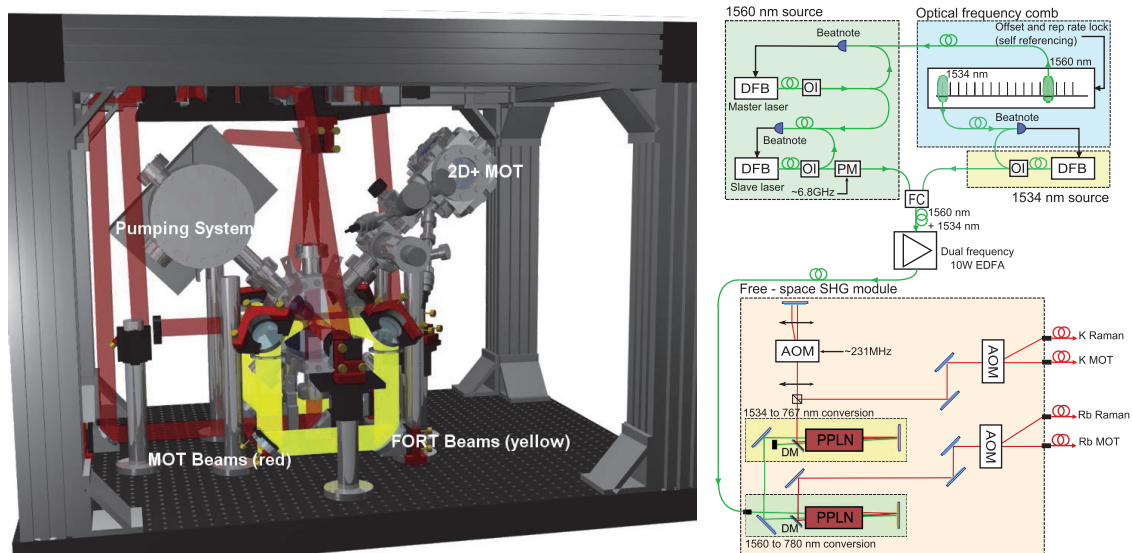 2D+ MOT
Pumping System
FORT Beams (yellow)
MOT Beams (red)
1560 nm source
Beatnote
DFB
OI
Master laser
Beatnote
DFB
OI
PM
Slave laser
~6.8GHz
Optical frequency comb
Offset and rep rate lock
(self referencing)
1560 nm
1534 nm
Beatnote
OI
DFB
1534 nm source
FC
1560 nm
+ 1534 nm
Dual frequency
10W EDFA
Free - space SHG module
AOM
~231MHz
AOM
K Raman
K MOT
1534 to 767 nm conversion
PPLN
DM
AOM
Rb Raman
Rb MOT
PPLN
DM
1560 to 780 nm conversion